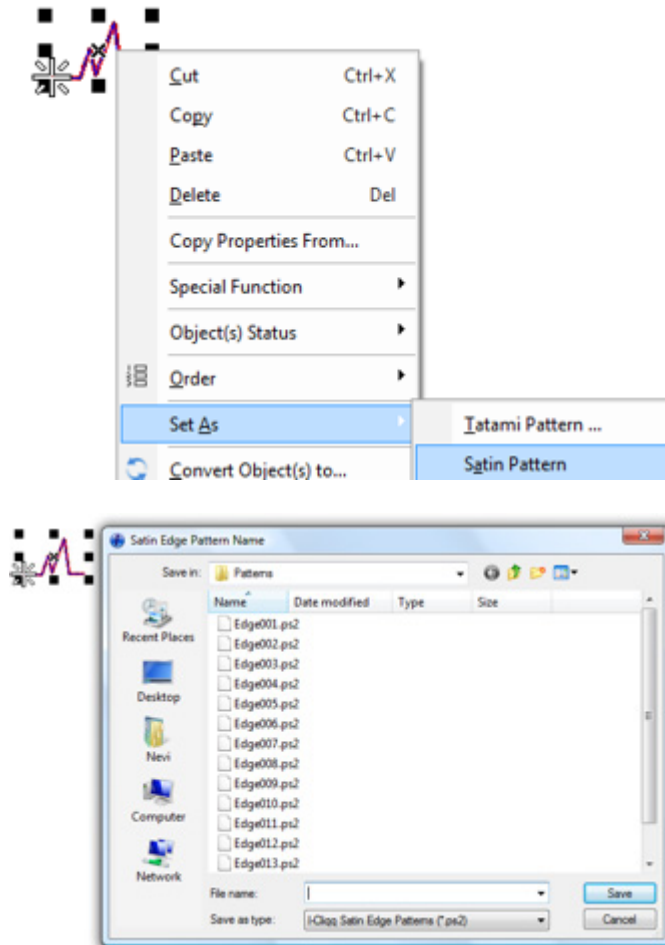 Cut Ctrl+X
Copy Ctrl+C
Paste Ctrl+V
Delete Del
Copy Properties From...
Special Function
Object(s) Status
Order
Set As
Tatami Pattern ...
Convert Object(s) to...
Satin Pattern
Satin Edge Pattern Name
Save in: Patterns
Name Date modified Type Size
Recent Places
Desktop
Nevi
Computer
Network
Edge001.ps2
Edge002.ps2
Edge003.ps2
Edge004.ps2
Edge005.ps2
Edge006.ps2
Edge007.ps2
Edge008.ps2
Edge009.ps2
Edge010.ps2
Edge011.ps2
Edge012.ps2
Edge013.ps2
File name: Save
Save as type: I-Cliqq Satin Edge Patterns (*.ps2) Cancel